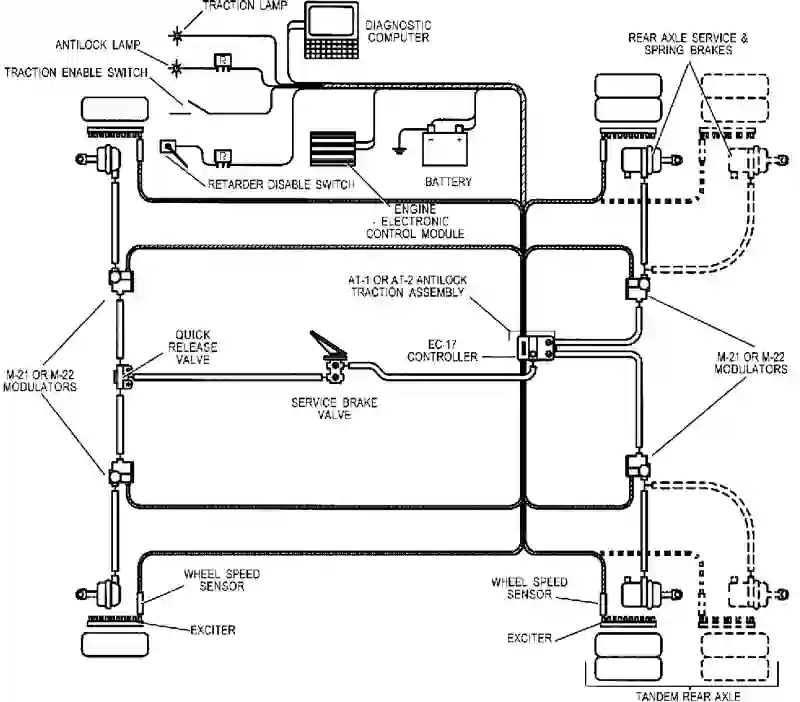 TRACTION LAMP
DIAGNOSTIC
COMPUTER
ANTILOCK LAMP
TRACTION ENABLE SWITCH
REAR AXLE SERVICE &
SPRING BRAKES
RETARDER DISABLE SWITCH
BATTERY
ENGINE
- ELECTRONIC
CONTROL MODULE
AT-1 OR AT-2 ANTILOCK
TRACTION ASSEMBLY
QUICK
RELEASE
VALVE
EC-17
CONTROLLER
M-21 OR M-22
MODULATORS
M-21 OR M-22
MODULATORS
SERVICE BRAKE
VALVE
WHEEL SPEED
SENSOR
WHEEL SPEED
SENSOR
EXCITER
EXCITER
TANDEM REAR AXLE